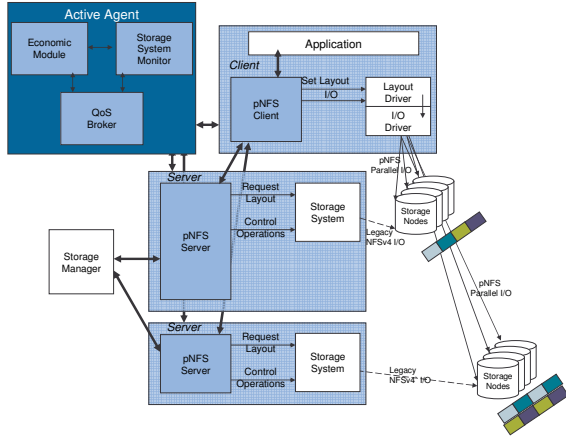 Active Agent
Economic
Module
Storage
System
Monitor
QoS
Broker
Application
Client
pNFS
Client
Set Layout
I/O
Layout
Driver
I/O
Driver
pNFS
Parallel I/O
Storage
Nodes
Server
pNFS
Server
Request
Layout
Control
Operations
Storage
System
Legacy
NFSv4 I/O
Storage
Manager
pNFS
Parallel I/O
Server
pNFS
Server
Request
Layout
Control
Operations
Storage
System
Legacy
NFSv4 I/O
Storage
Nodes